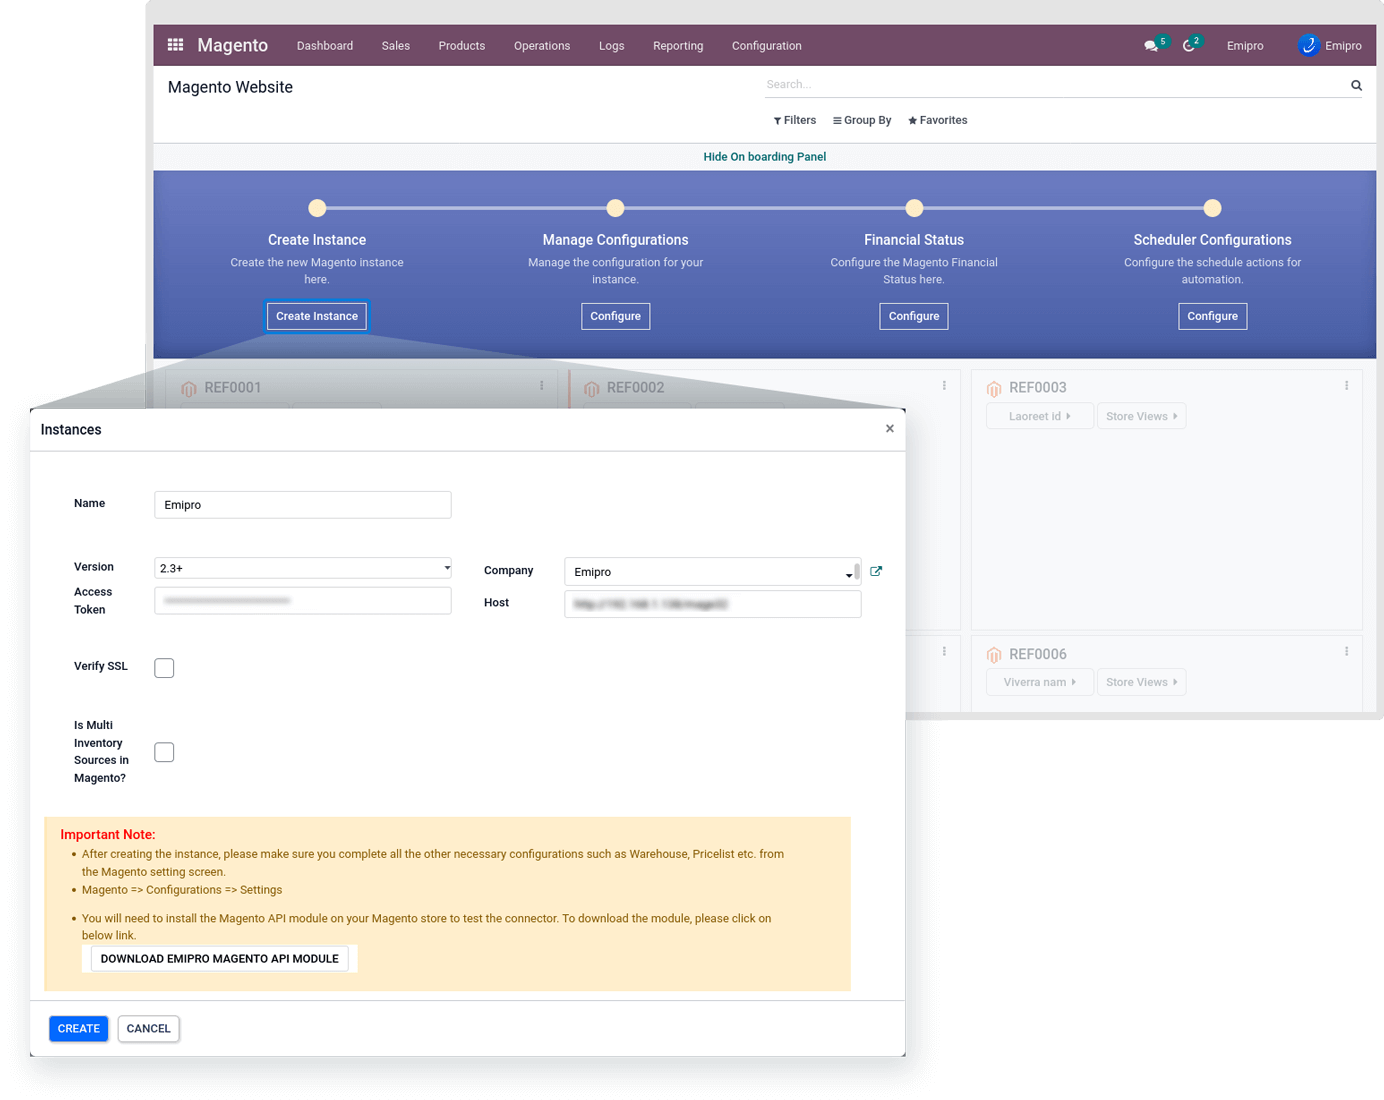 Magento Dashboard Sales Products Operations Logs Reporting Configuration 5 2 Emipro Emipro
Magento Website
Search...
Filters Group By Favorites
Hide On boarding Panel
Create Instance
Create the new Magento instance
here.
Create Instance
Manage Configurations
Manage the configuration for your
instance.
Configure
Financial Status
Configure the Magento Financial
Status here.
Configure
Scheduler Configurations
Configure the schedule actions for
automation.
Configure
REF0001
REF0002
REF0003
Laoreet id Store Views
REF0006
Viverra nam Store Views
Instances ×
Name Emipro
Version 2.3+
Company Emipro
Access
Token
Host
Verify SSL
Is Multi
Inventory
Sources in
Magento?
Important Note:
• After creating the instance, please make sure you complete all the other necessary configurations such as Warehouse, Pricelist etc. from
the Magento setting screen.
• Magento => Configurations => Settings
• You will need to install the Magento API module on your Magento store to test the connector. To download the module, please click on
below link.
DOWNLOAD EMIPRO MAGENTO API MODULE
CREATE CANCEL